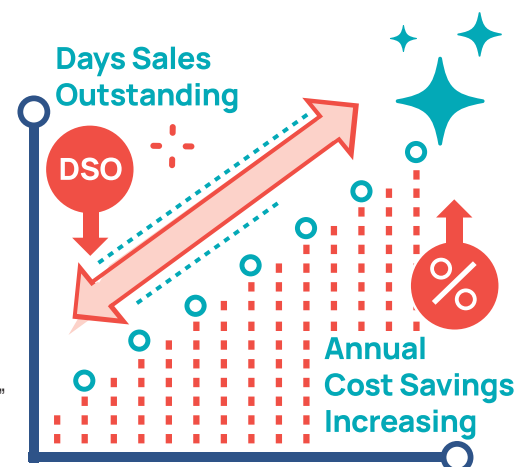 Days Sales
Outstanding
DSO
%
Annual
Cost Savings
Increasing
”